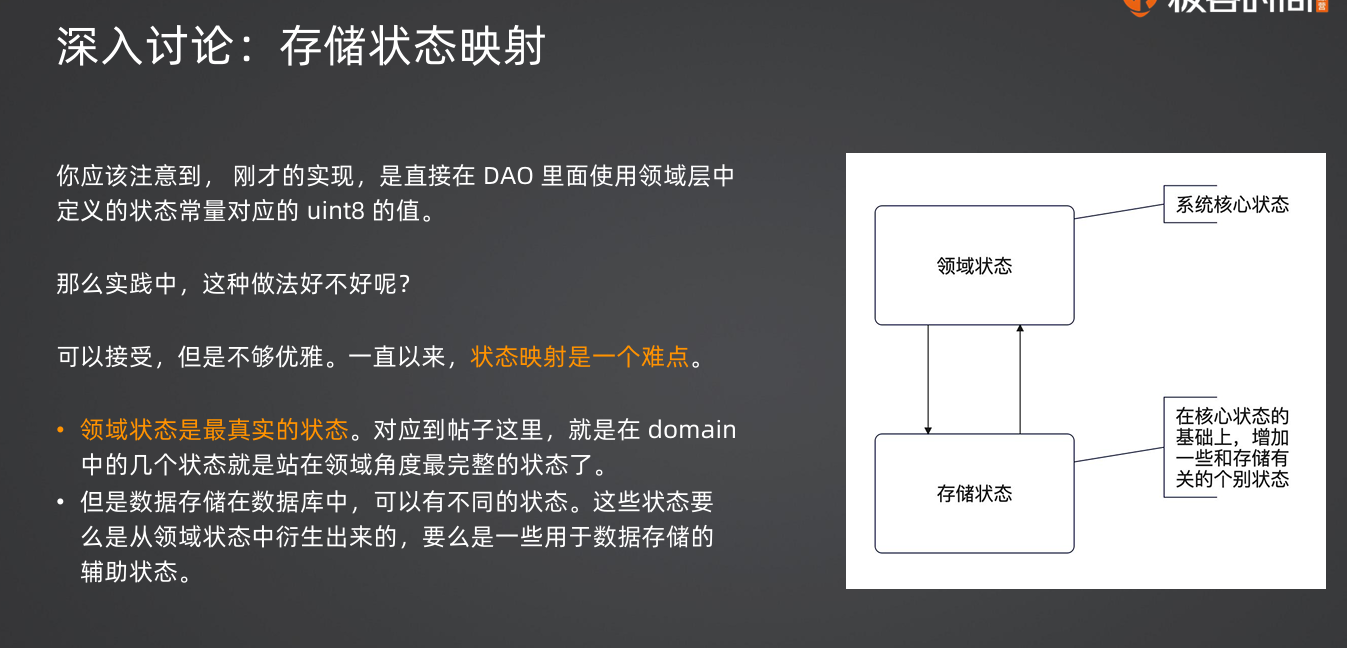 深入讨论：存储状态映射
你应该注意到， 刚才的实现，是直接在 DAO 里面使用领域层中
定义的状态常量对应的 uint8 的值。
那么实践中，这种做法好不好呢？
可以接受，但是不够优雅。一直以来，状态映射是一个难点。
• 领域状态是最真实的状态。对应到帖子这里，就是在 domain
中的几个状态就是站在领域角度最完整的状态了。
• 但是数据存储在数据库中，可以有不同的状态。这些状态要
么是从领域状态中衍生出来的，要么是一些用于数据存储的
辅助状态。
系统核心状态
领域状态
在核心状态的
基础上，增加
一些和存储有
关的个别状态
存储状态